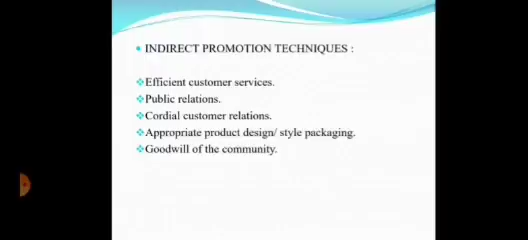 INDIRECT PROMOTION TECHNIQUES :
Efficient customer services.
Public relations.
Cordial customer relations.
Appropriate product design/ style packaging.
Goodwill of the community.